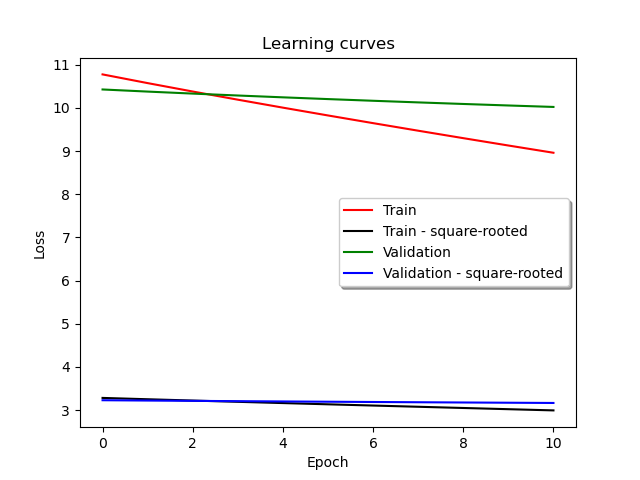 Learning curves
11
10
9
8
7
6
5
4
3
Loss
Train
Train - square-rooted
Validation
Validation - square-rooted
0 2 4 6 8 10
Epoch